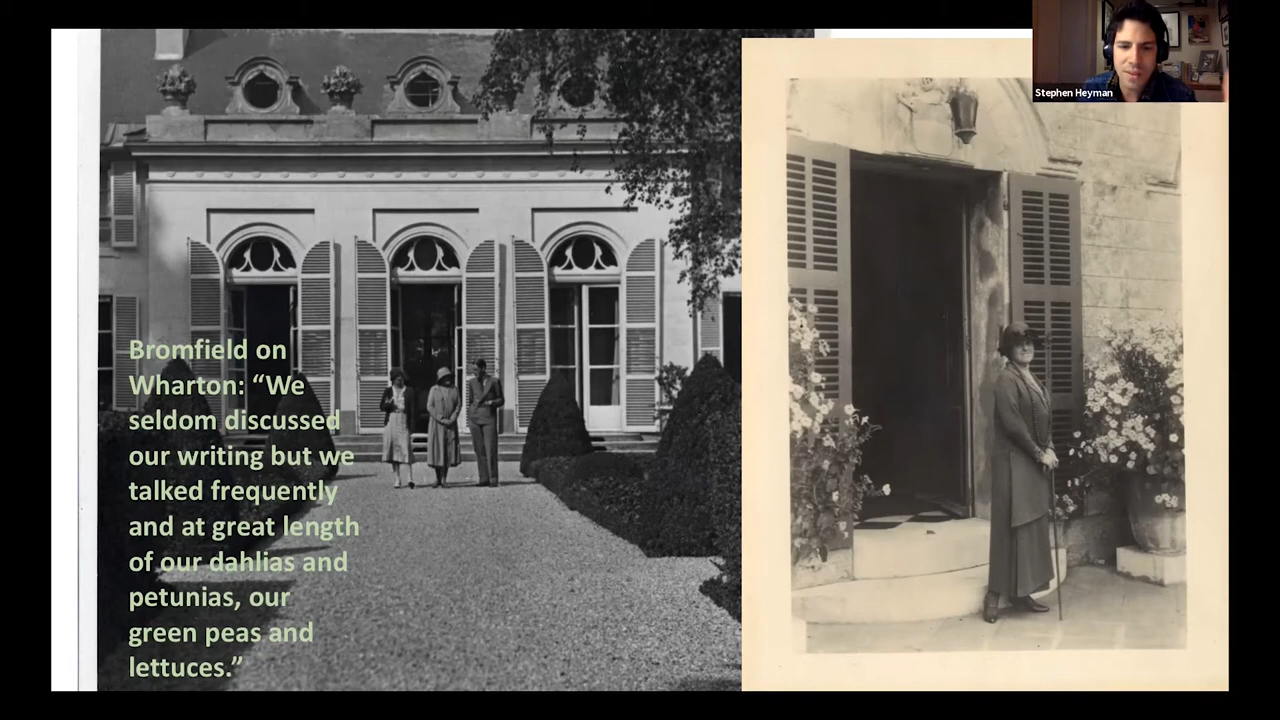 Stephen Heyman
Bromfield on
Wharton: “We
seldom discussed
our writing but we
talked frequently
and at great length
of our dahlias and
petunias, our
green peas and
lettuces.”